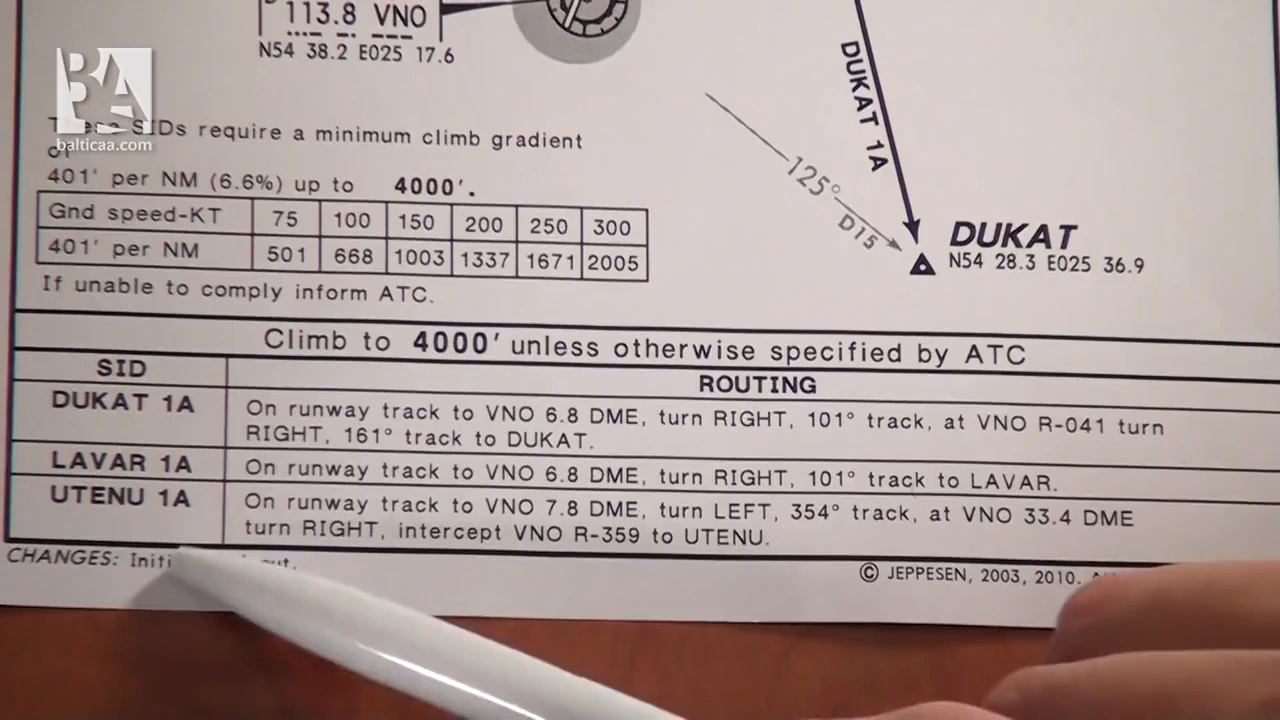 113.8 VNO
N54 38.2 E025 17.6
BA
balticaa.com
These SIDs require a minimum climb gradient
of
401' per NM (6.6%) up to 4000'.
Gnd speed-KT 75 100 150 200 250 300
401' per NM 501 668 1003 1337 1671 2005
If unable to comply inform ATC.
DUKAT 1A
125°
D15
DUKAT
N54 28.3 E025 36.9
Climb to 4000' unless otherwise specified by ATC
SID ROUTING
DUKAT 1A On runway track to VNO 6.8 DME, turn RIGHT, 101° track, at VNO R-041 turn
RIGHT, 161° track to DUKAT.
LAVAR 1A On runway track to VNO 6.8 DME, turn RIGHT, 101° track to LAVAR.
UTENU 1A On runway track to VNO 7.8 DME, turn LEFT, 354° track, at VNO 33.4 DME
turn RIGHT, intercept VNO R-359 to UTENU.
CHANGES:
© JEPPESEN, 2003, 2010.